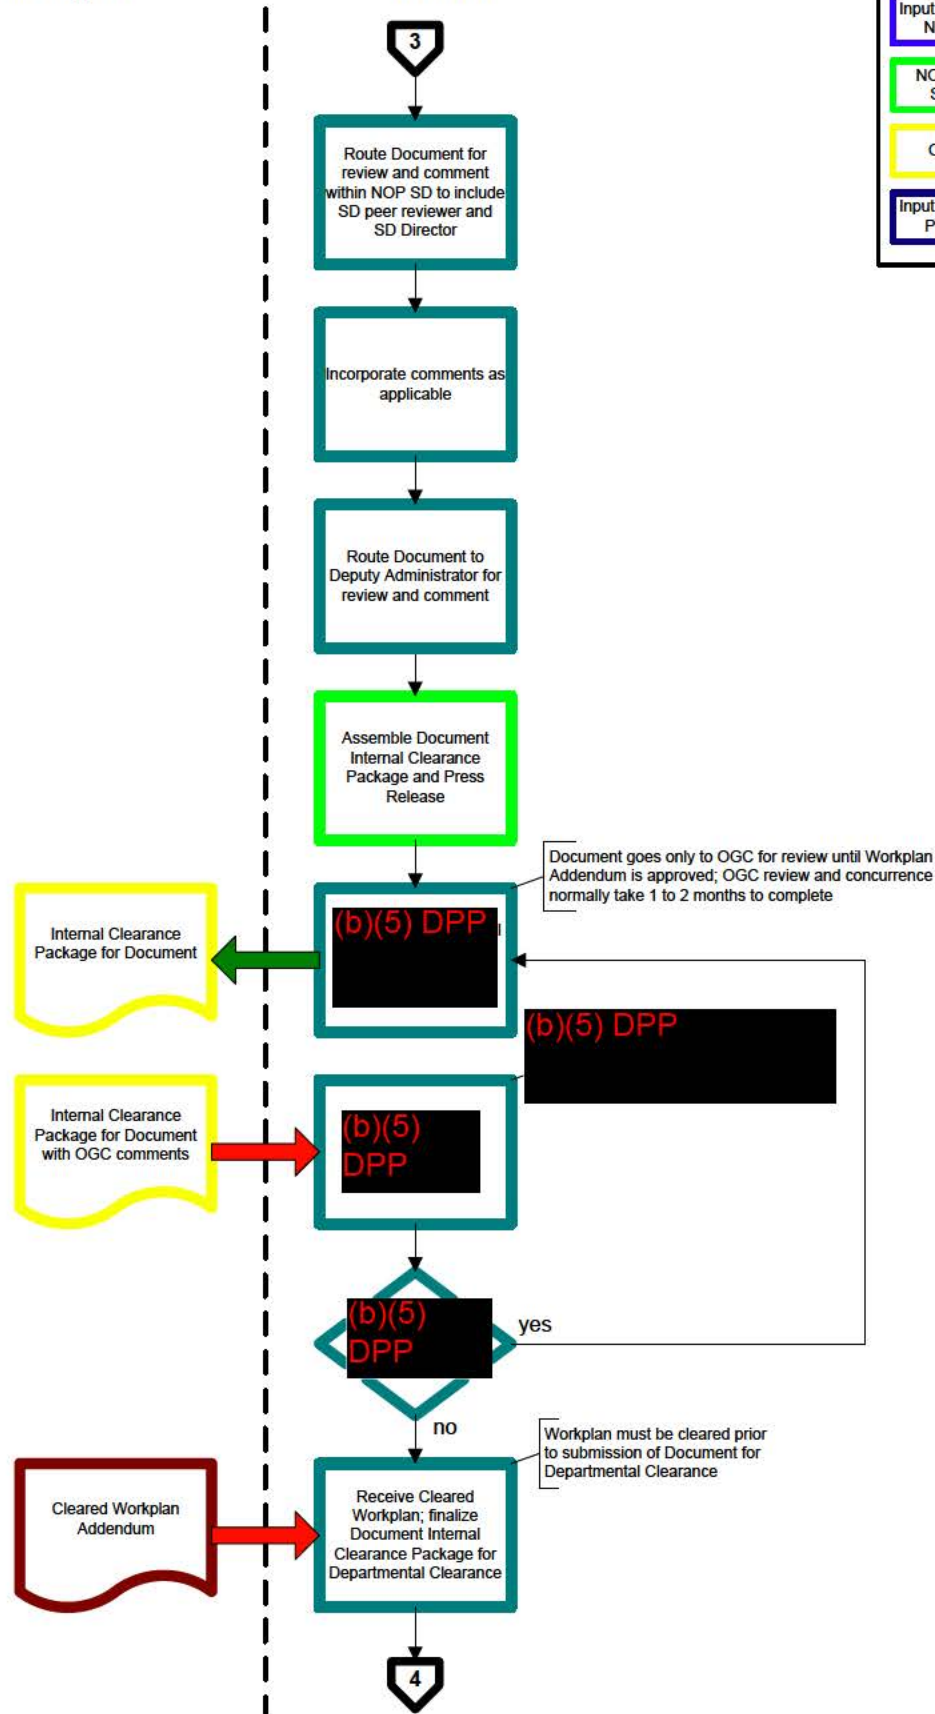 3
Route Document for
review and comment
within NOP SD to include
SD peer reviewer and
SD Director
Incorporate comments as
applicable
Route Document to
Deputy Administrator for
review and comment
Assemble Document
Internal Clearance
Package and Press
Release
Document goes only to OGC for review until Workplan
Addendum is approved; OGC review and concurrence
normally take 1 to 2 months to complete
Internal Clearance
Package for Document
(b)(5) DPP
(b)(5) DPP
Internal Clearance
Package for Document
with OGC comments
(b)(5)
DPP
(b)(5)
DPP
yes
no
Workplan must be cleared prior
to submission of Document for
Departmental Clearance
Cleared Workplan
Addendum
Receive Cleared
Workplan; finalize
Document Internal
Clearance Package for
Departmental Clearance
4
Input
Input